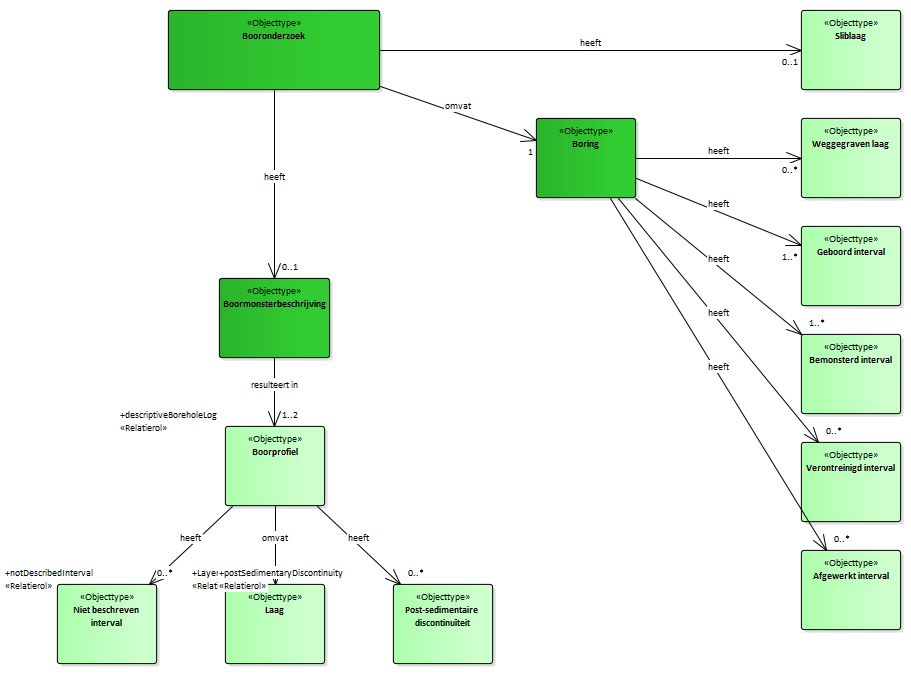 «Objecttype»
Booronderzoek
heeft
0..1
«Objecttype»
Sliblaag
omvat
1
«Objecttype»
Boring
heeft
0..*
«Objecttype»
Weggegraven laag
heeft
1..*
«Objecttype»
Geboord interval
heeft
1..*
«Objecttype»
Bemonsterd interval
heeft
0..*
«Objecttype»
Verontreinigd interval
heeft
0..*
«Objecttype»
Afgewerkt interval
heeft
0..1
«Objecttype»
Boormonsterbeschrijving
resulteert in
1..2
+descriptiveBoreholeLog
«Relatierol»
«Objecttype»
Boorprofiel
heeft
omvat
heeft
+notDescribedInterval
«Relatierol»
0..*
+Layer
+postSedimentaryDiscontinuity
«Relat
«Relatierol»
0..*
«Objecttype»
Niet beschreven
interval
«Objecttype»
Laag
«Objecttype»
Post-sedimentaire
discontinuïteit